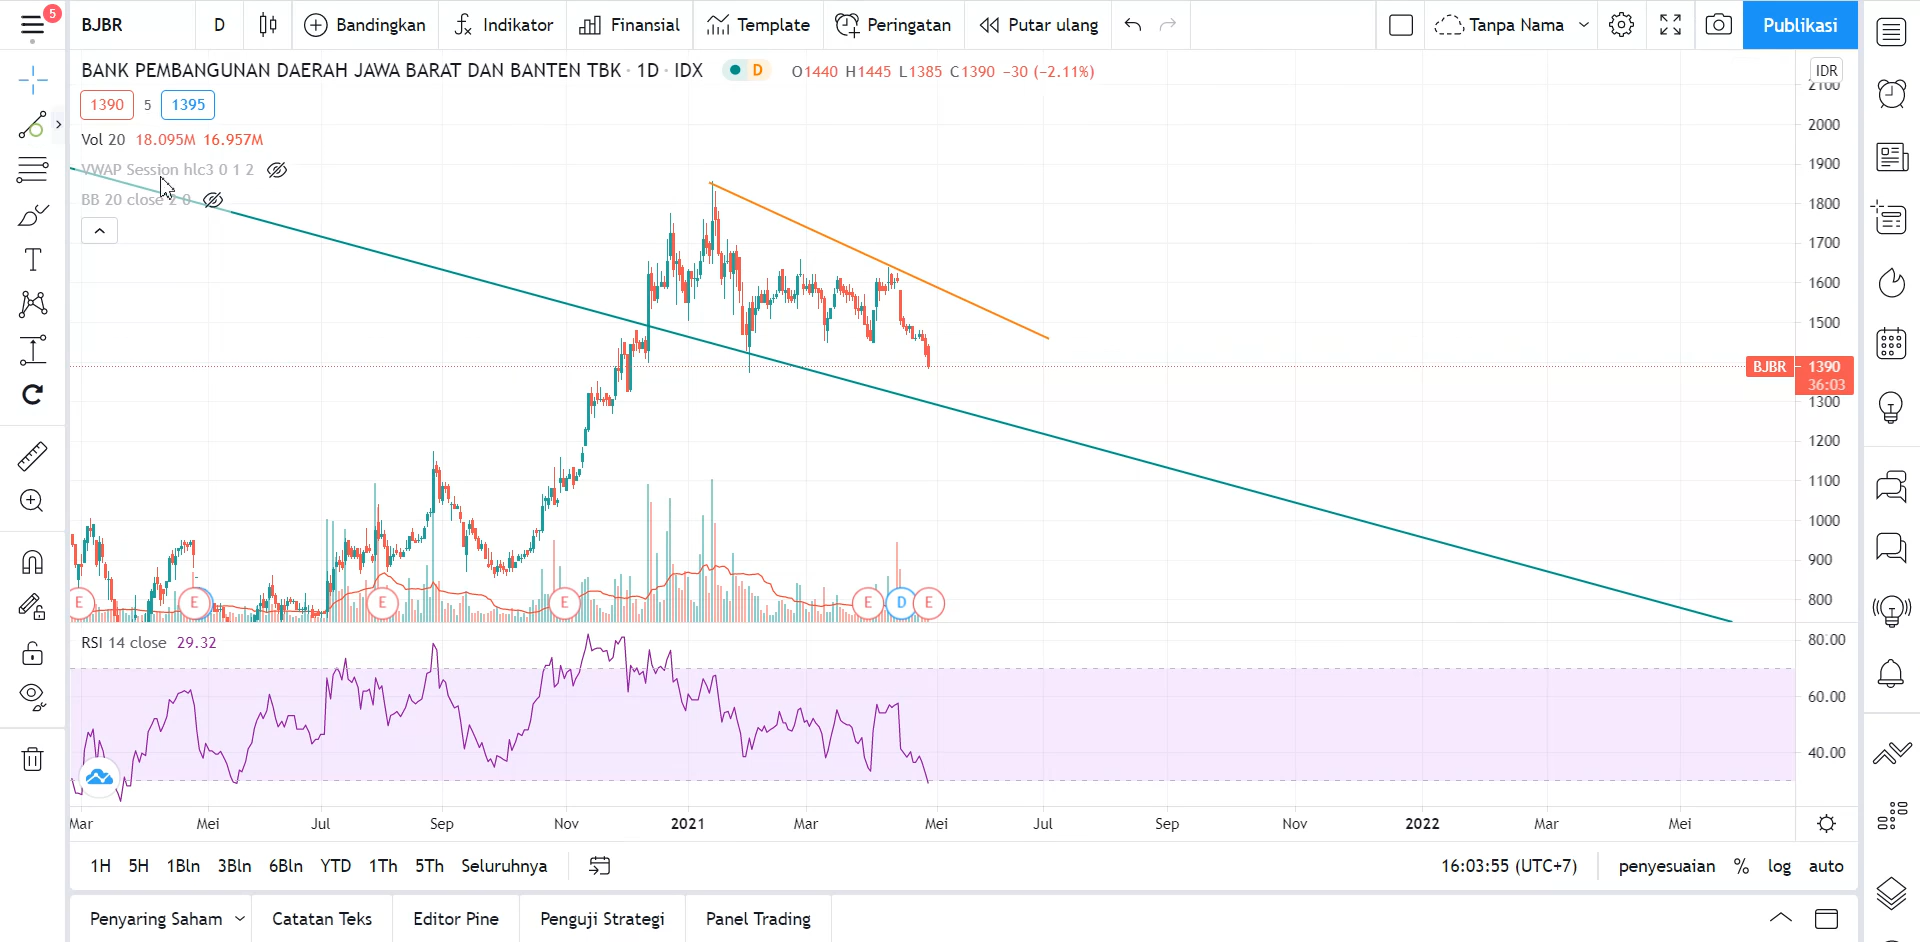 5
BJBR
D
Bandingkan
Indikator
Finansial
Template
Peringatan
Putar ulang
Tanpa Nama
Publikasi
BANK PEMBANGUNAN DAERAH JAWA BARAT DAN BANTEN TBK · 1D · IDX
D
O1440 H1445 L1385 C1390 −30 (−2.11%)
IDR
1390 5 1395
Vol 20 18.095M 16.957M
VWAP Session hlc3 0 1 2
BB 20 close 2 0
2100
2000
1900
1800
1700
1600
1500
BJBR 1390
36:03
1300
1200
1100
1000
900
800
E E E E E D E
RSI 14 close 29.32
80.00
60.00
40.00
Mar Mei Jul Sep Nov 2021 Mar Mei Jul Sep Nov 2022 Mar Mei
1H 5H 1Bln 3Bln 6Bln YTD 1Th 5Th Seluruhnya
16:03:55 (UTC+7) penyesuaian % log auto
Penyaring Saham Catatan Teks Editor Pine Penguji Strategi Panel Trading